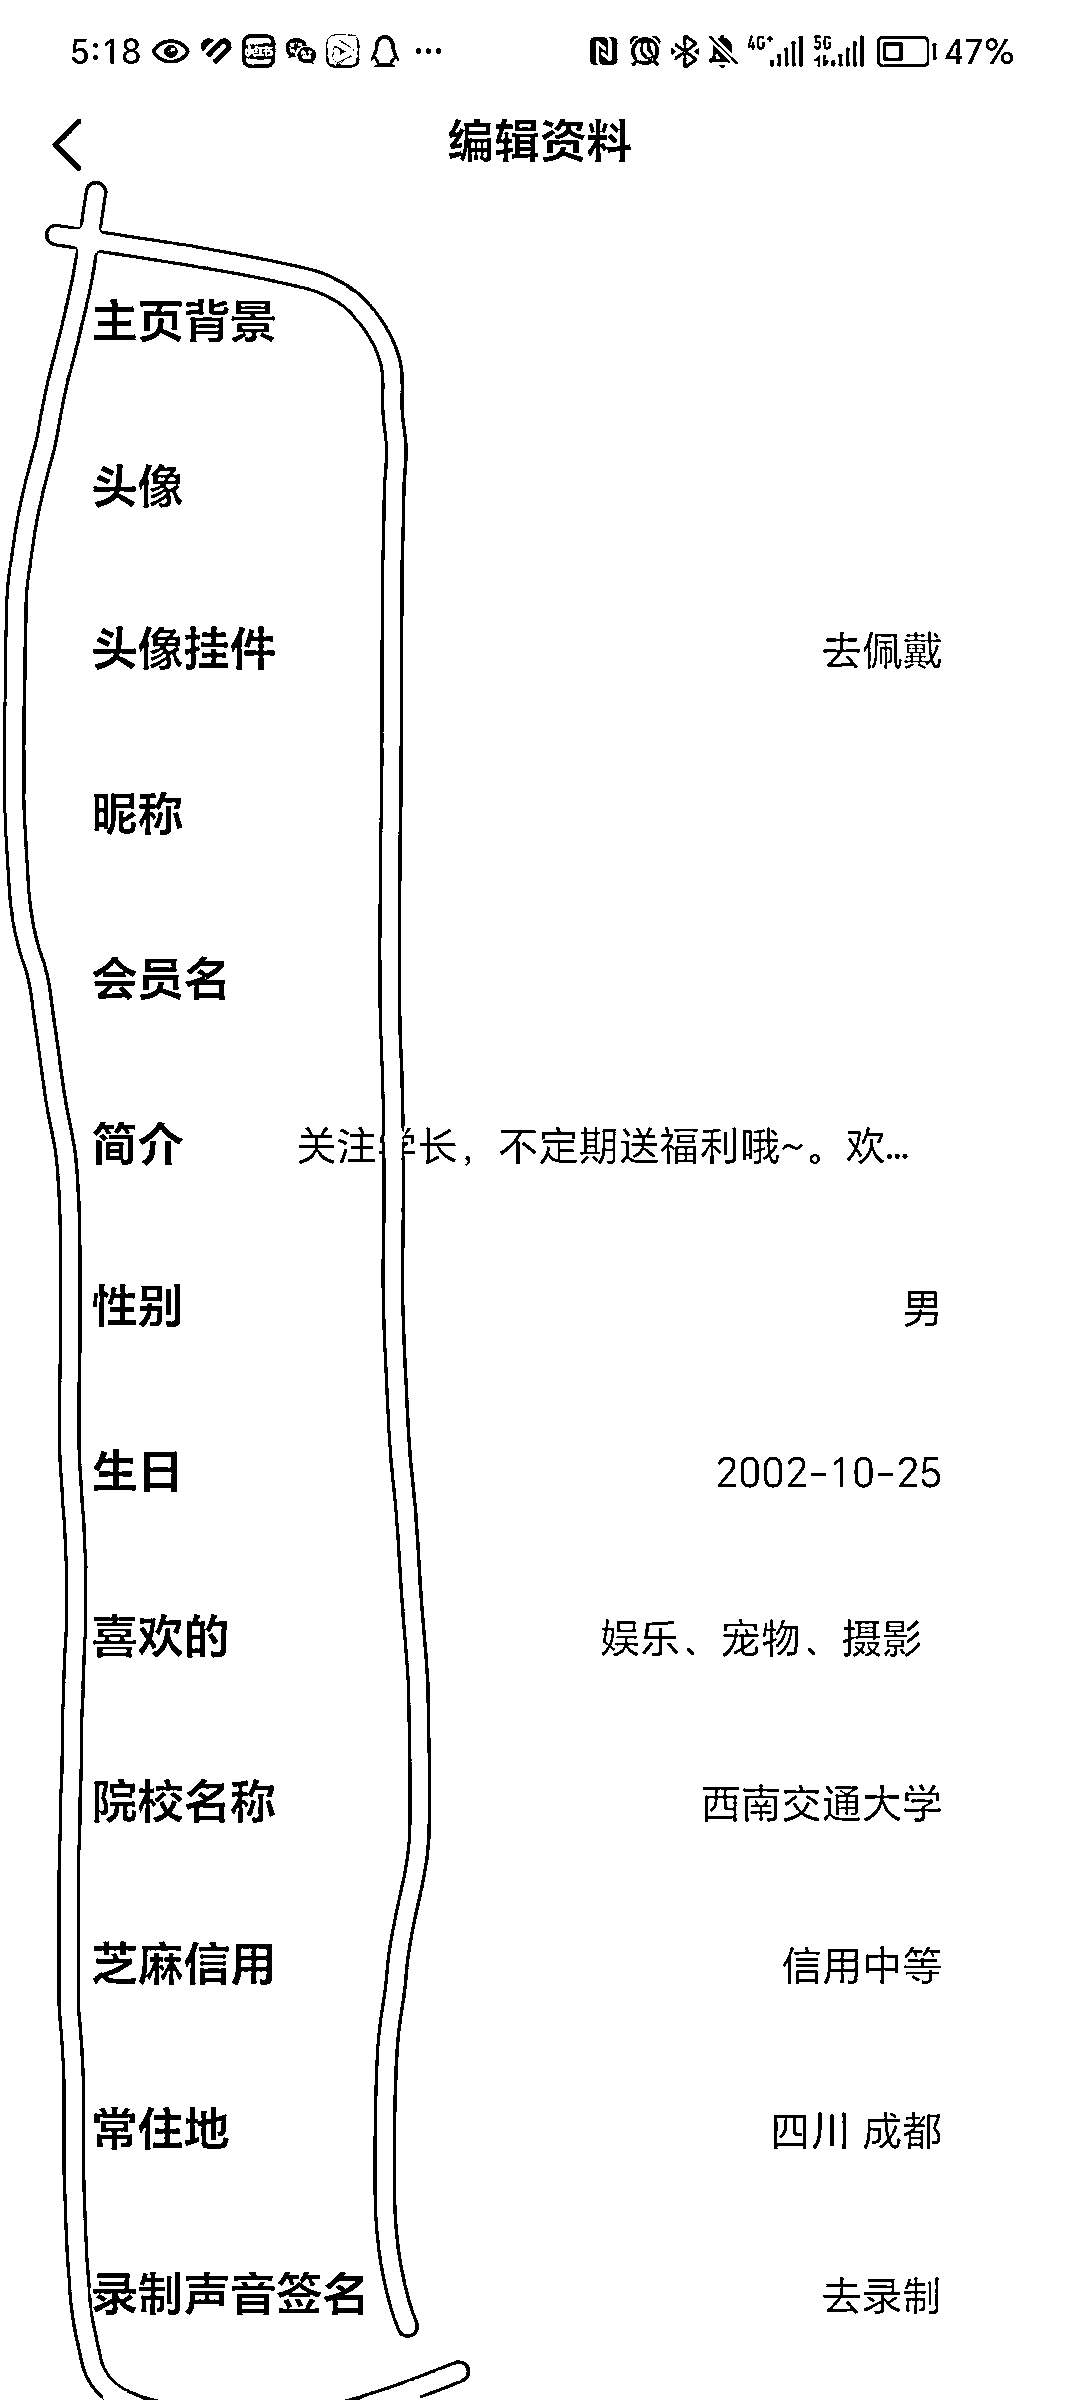 5:18 4G+ 5G 47%
编辑资料
主页背景
头像
头像挂件 去佩戴
昵称
会员名
简介 关注学长，不定期送福利哦~。欢...
性别 男
生日 2002-10-25
喜欢的 娱乐、宠物、摄影
院校名称 西南交通大学
芝麻信用 信用中等
常住地 四川 成都
录制声音签名 去录制